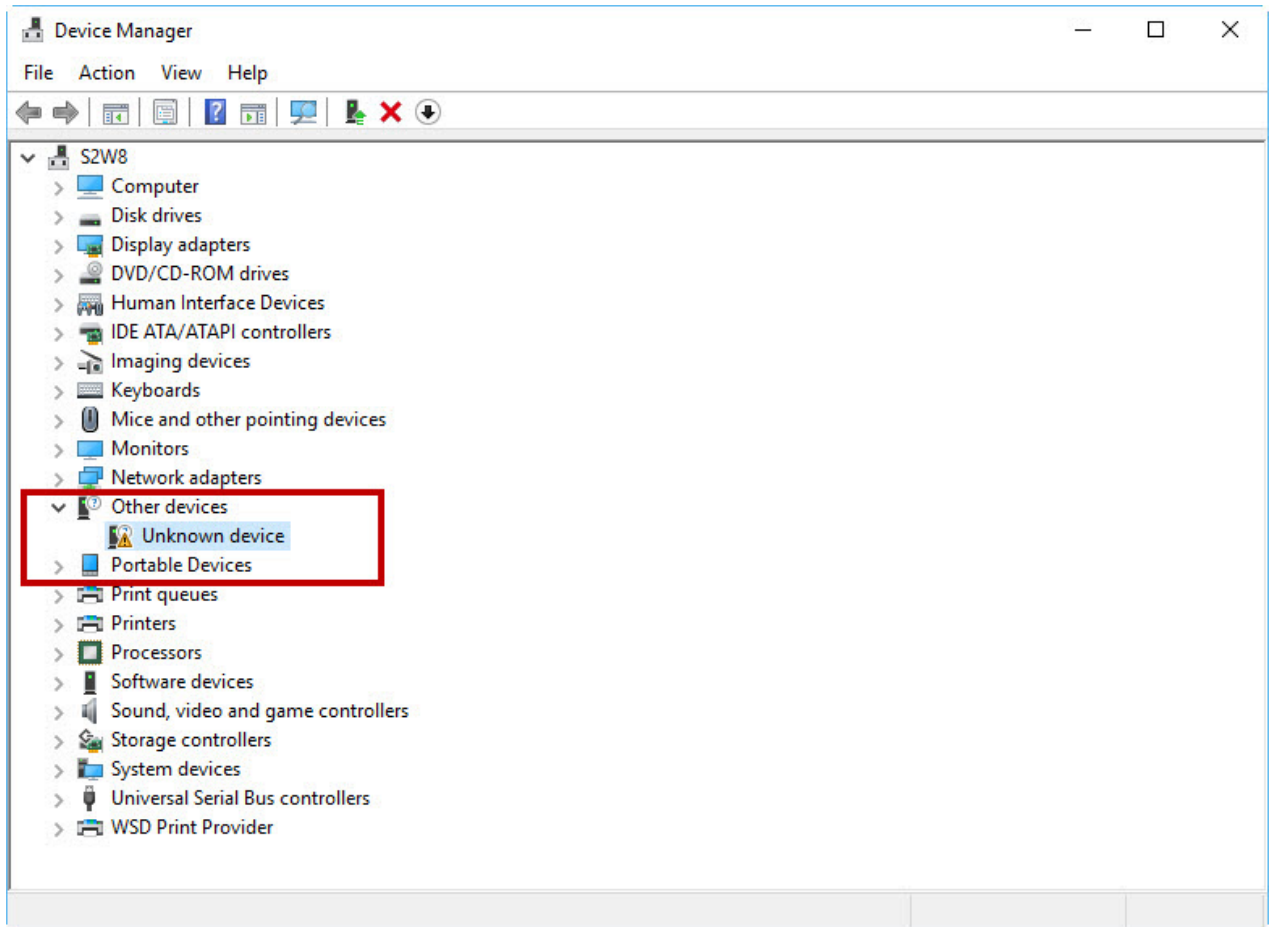 Device Manager
File Action View Help
S2W8
Computer
Disk drives
Display adapters
DVD/CD-ROM drives
Human Interface Devices
IDE ATA/ATAPI controllers
Imaging devices
Keyboards
Mice and other pointing devices
Monitors
Network adapters
Other devices
Unknown device
Portable Devices
Print queues
Printers
Processors
Software devices
Sound, video and game controllers
Storage controllers
System devices
Universal Serial Bus controllers
WSD Print Provider